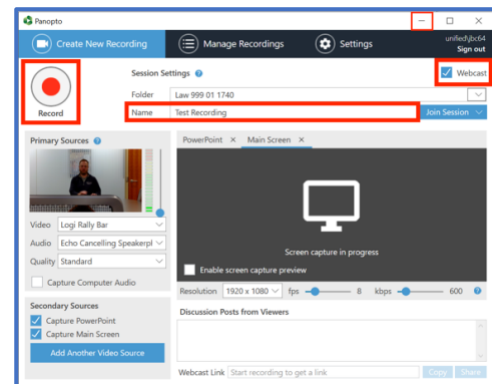 Panopto
Create New Recording
Manage Recordings
Settings
unified\jbc64
Sign out
Record
Session Settings
Webcast
Folder
Law 999 01 1740
Name
Test Recording
Join Session
Primary Sources
PowerPoint
Main Screen
Screen capture in progress
Video
Logi Rally Bar
Audio
Echo Cancelling Speakerpl
Enable screen capture preview
Quality
Standard
Capture Computer Audio
Resolution 1920 x 1080 fps 8 kbps 600
Secondary Sources
Capture PowerPoint
Capture Main Screen
Add Another Video Source
Discussion Posts from Viewers
Webcast Link
Start recording to get a link
Copy
Share